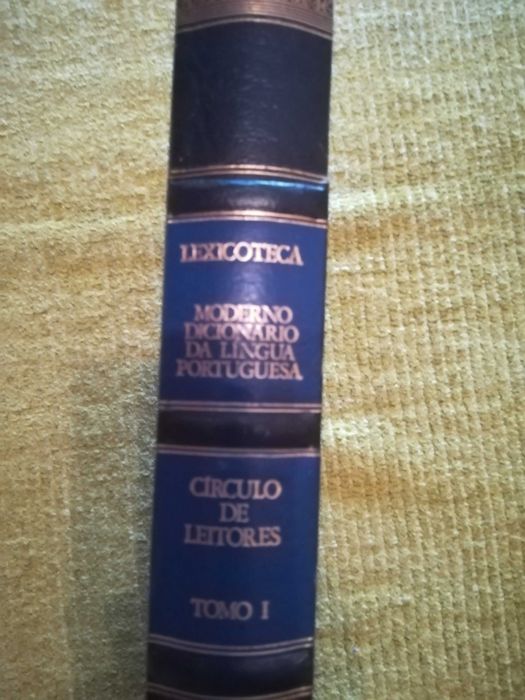 LEXICOTECA
MODERNO
DICIONÁRIO
DA LÍNGUA
PORTUGUESA
CÍRCULO
DE
LEITORES
TOMO I